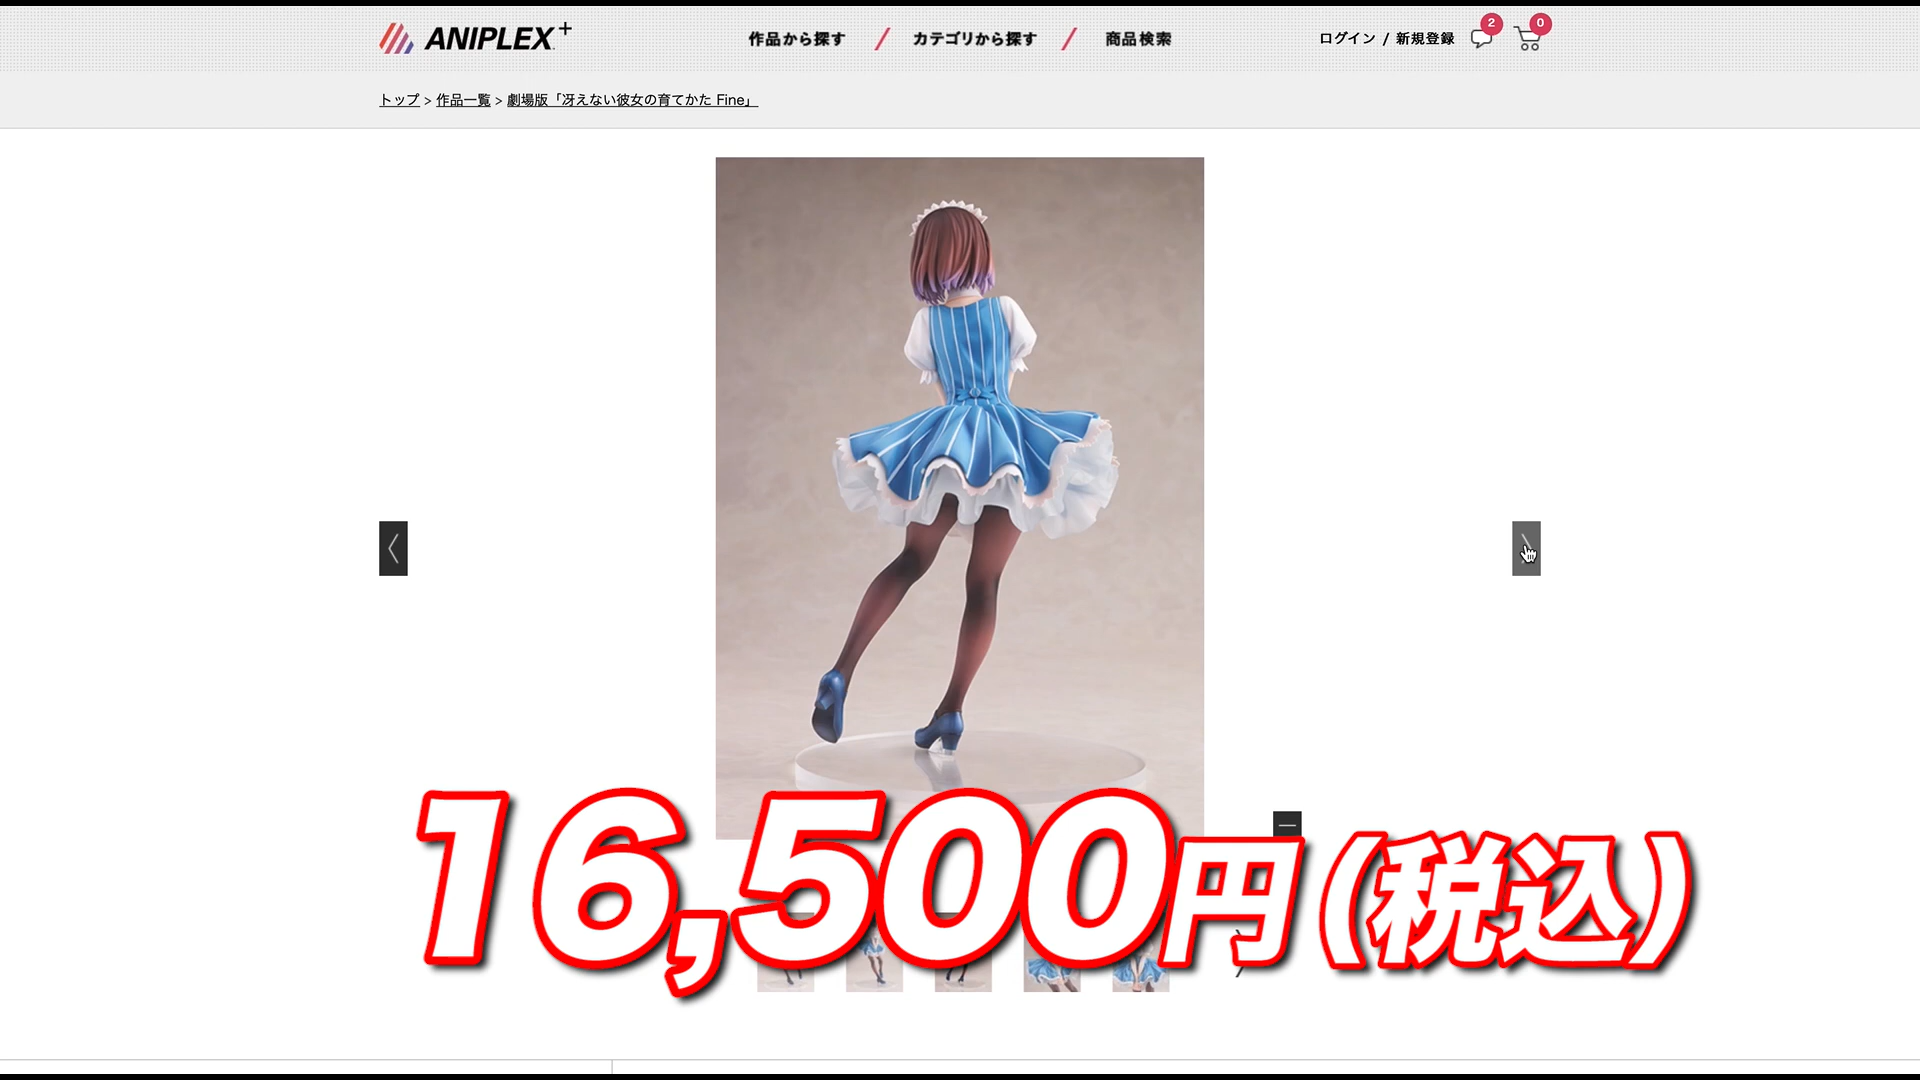 ANIPLEX+
作品から探す / カテゴリから探す / 商品検索
ログイン / 新規登録
2
0
トップ > 作品一覧 > 劇場版「冴えない彼女の育てかた Fine」
16,500円(税込)